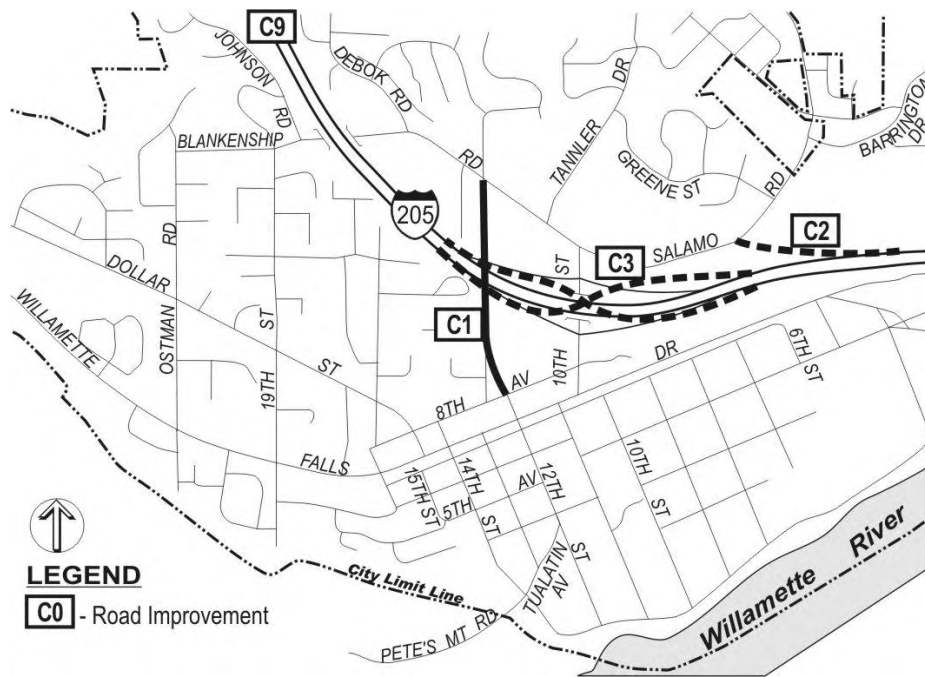 C9
JOHNSON
RD
DEBOK
RD
BLANKENSHIP
RD
TANNLER
DR
GREENE ST
BARRINGTON
DR
RD
SALAMO
C2
205
C3
ST
10TH
C1
DOLLAR
ST
WILLAMETTE
FALLS
DR
OSTMAN
RD
19TH
ST
8TH
AV
6TH
ST
15TH ST
14TH
ST
5TH
AV
12TH
ST
10TH
ST
TUALATIN
AV
PETE'S MT RD
City Limit Line
Willamette River
LEGEND
C0 - Road Improvement